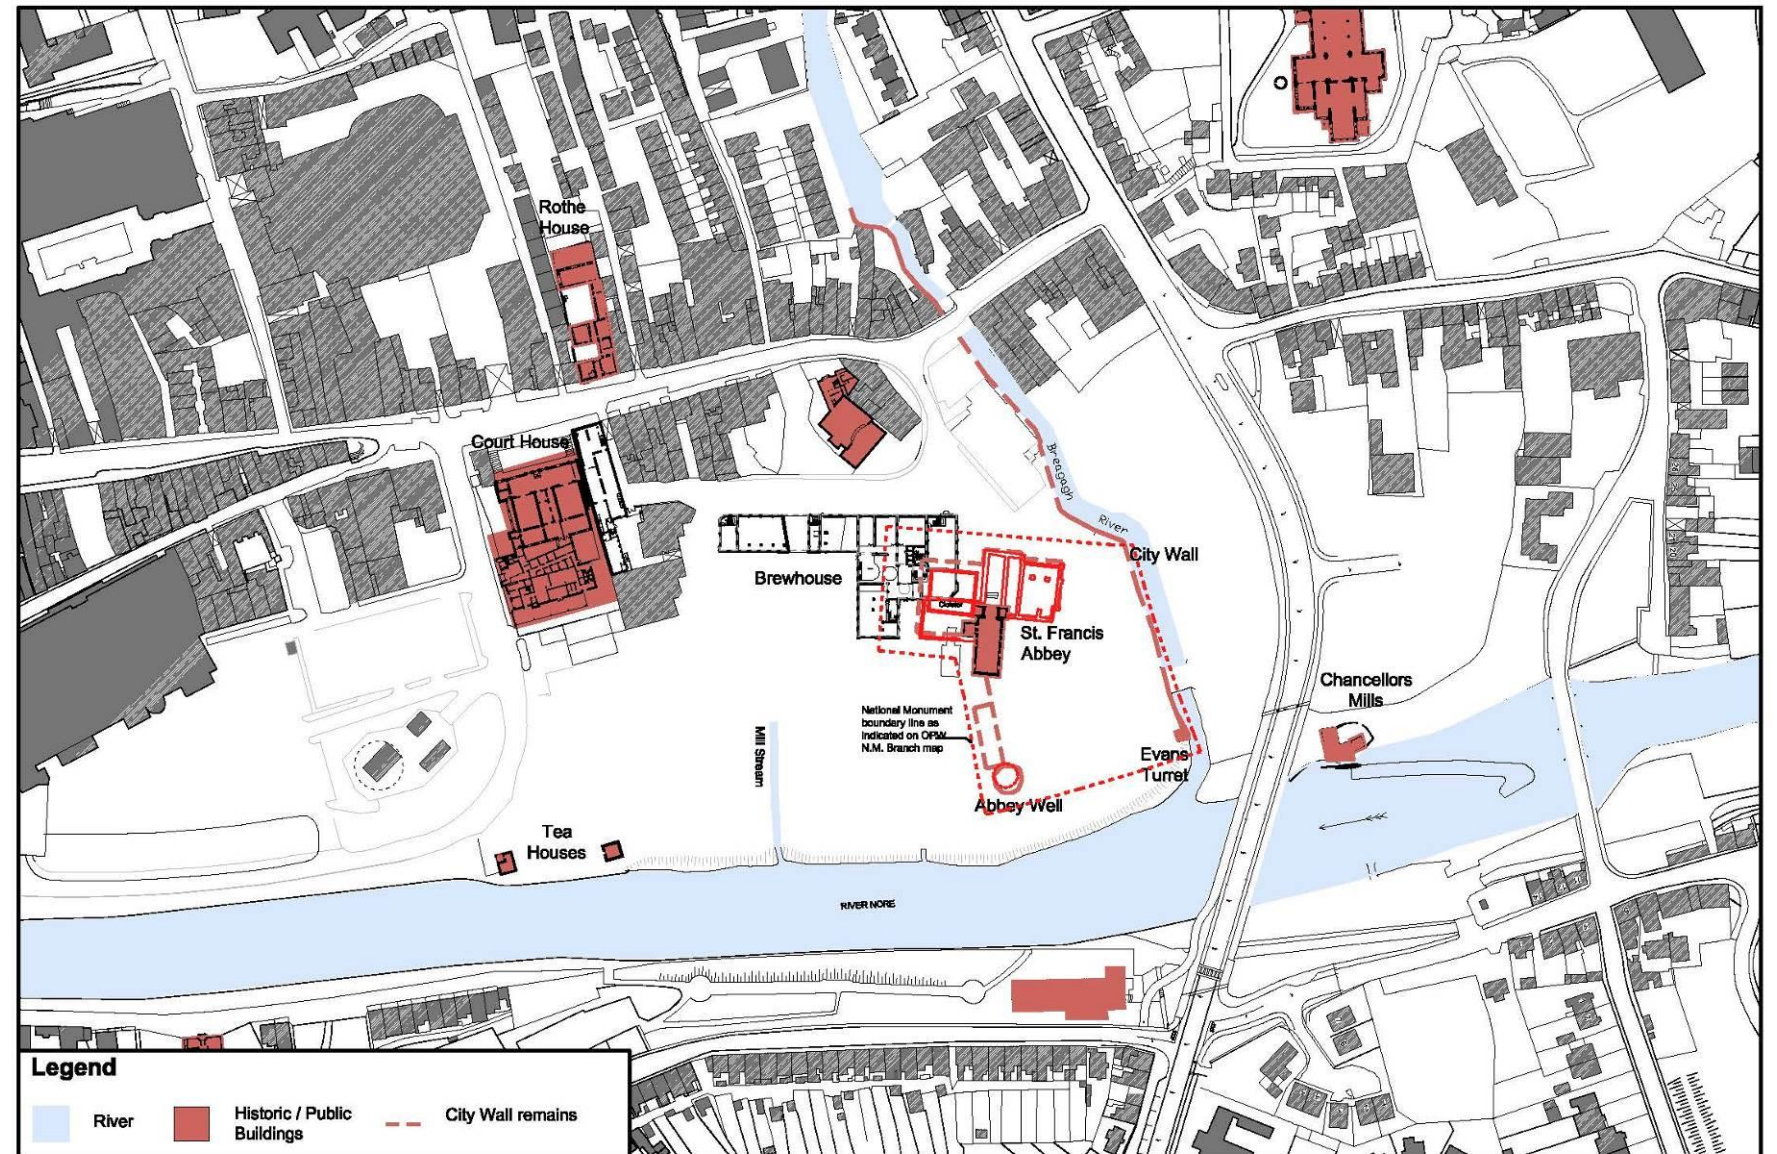 Rothe
House
Court House
Breagagh
River
City Wall
Brewhouse
Cloister
St. Francis
Abbey
Chancellors
Mills
National Monument
boundary line as
indicated on OPW
N.M. Branch map
Mill Stream
Evans
Turret
Abbey Well
Tea
Houses
RIVER NORE
Legend
River
Historic / Public
Buildings
City Wall remains